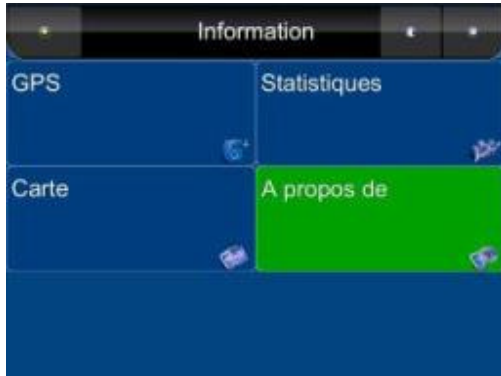 Information
GPS
Statistiques
Carte
A propos de